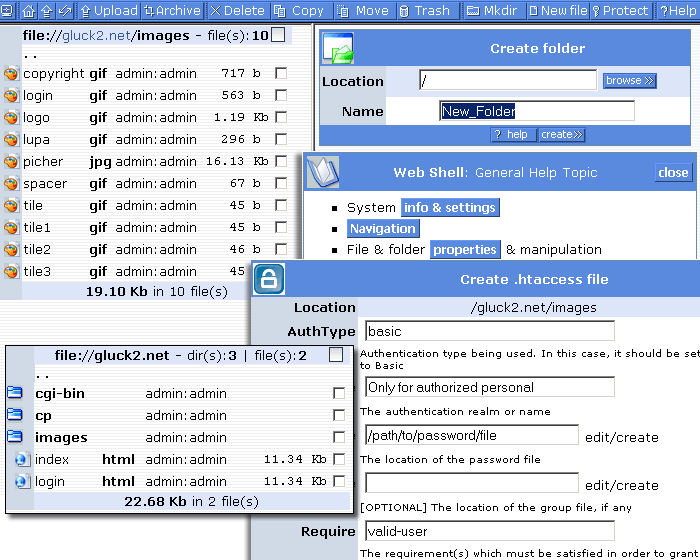 Upload Archive Delete Copy Move Trash Mkdir New file Protect ?Help
file://gluck2.net/images - file(s):10
..
copyright gif admin:admin 717 b
login gif admin:admin 563 b
logo gif admin:admin 1.19 Kb
lupa gif admin:admin 296 b
picher jpg admin:admin 16.13 Kb
spacer gif admin:admin 67 b
tile gif admin:admin 45 b
tile1 gif admin:admin 45 b
tile2 gif admin:admin 46 b
tile3 gif admin:admin 45
19.10 Kb in 10 file(s)
Create folder
Location / browse >>
Name New_Folder
? help create>>
Web Shell: General Help Topic close
System info & settings
Navigation
File & folder properties & manipulation
Create .htaccess file
Location /gluck2.net/images
AuthType basic
Authentication type being used. In this case, it should be set
to Basic
Only for authorized personal
The authentication realm or name
/path/to/password/file edit/create
The location of the password file
edit/create
[OPTIONAL] The location of the group file, if any
Require valid-user
The requirement(s) which must be satisfied in order to grant
file://gluck2.net - dir(s):3 | file(s):2
..
cgi-bin admin:admin
cp admin:admin
images admin:admin
index html admin:admin 11.34 Kb
login html admin:admin 11.34 Kb
22.68 Kb in 2 file(s)